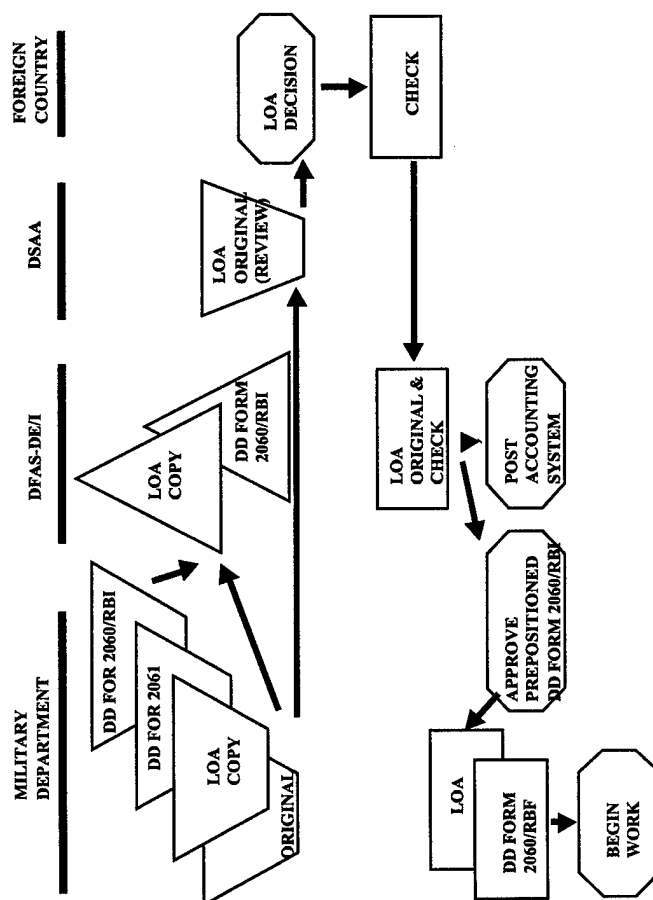 MILITARY
DEPARTMENT
DFAS-DE/I
DSAA
FOREIGN
COUNTRY
DD FOR 2060/RBI
DD FOR 2061
LOA
COPY
ORIGINAL
LOA
COPY
DD FORM
2060/RBI
LOA
ORIGINAL
(REVIEW)
LOA
DECISION
CHECK
LOA
ORIGINAL &
CHECK
POST
ACCOUNTING
SYSTEM
APPROVE
PREPOSITIONED
DD FORM 2060/RBI
LOA
DD FORM
2060/RBF
BEGIN
WORK